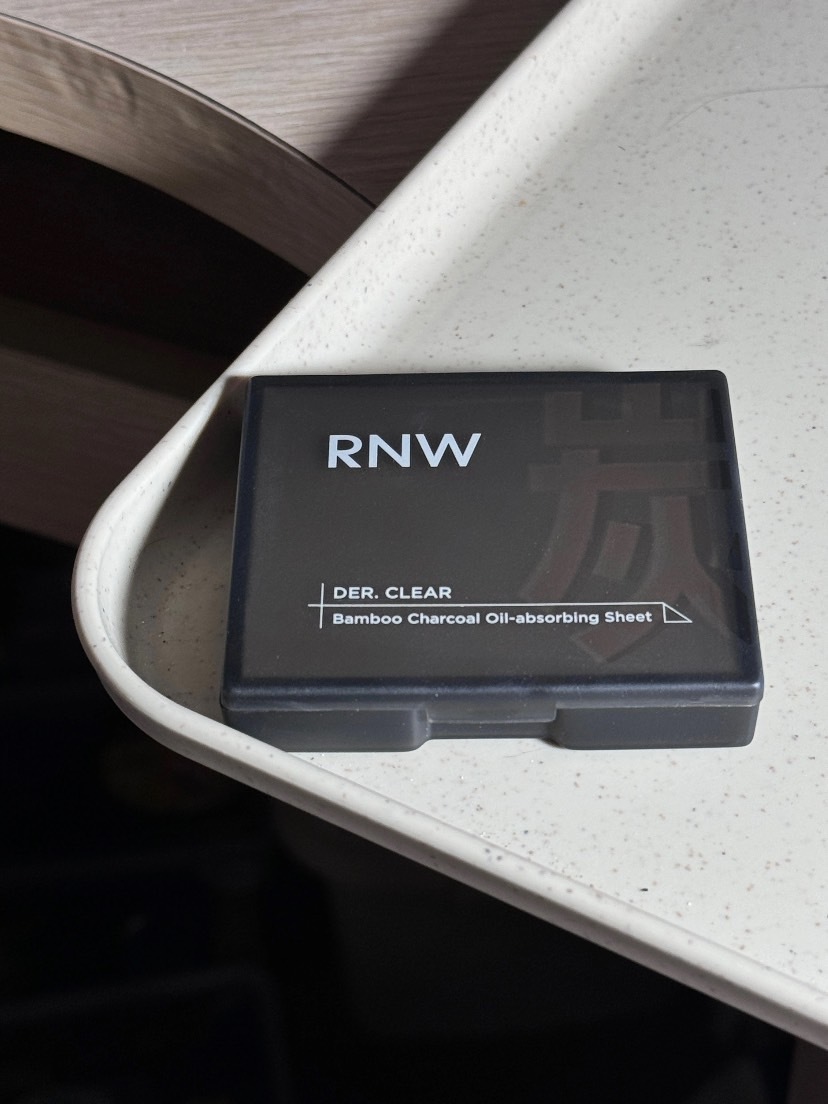 RNW
炭
DER. CLEAR
Bamboo Charcoal Oil-absorbing Sheet